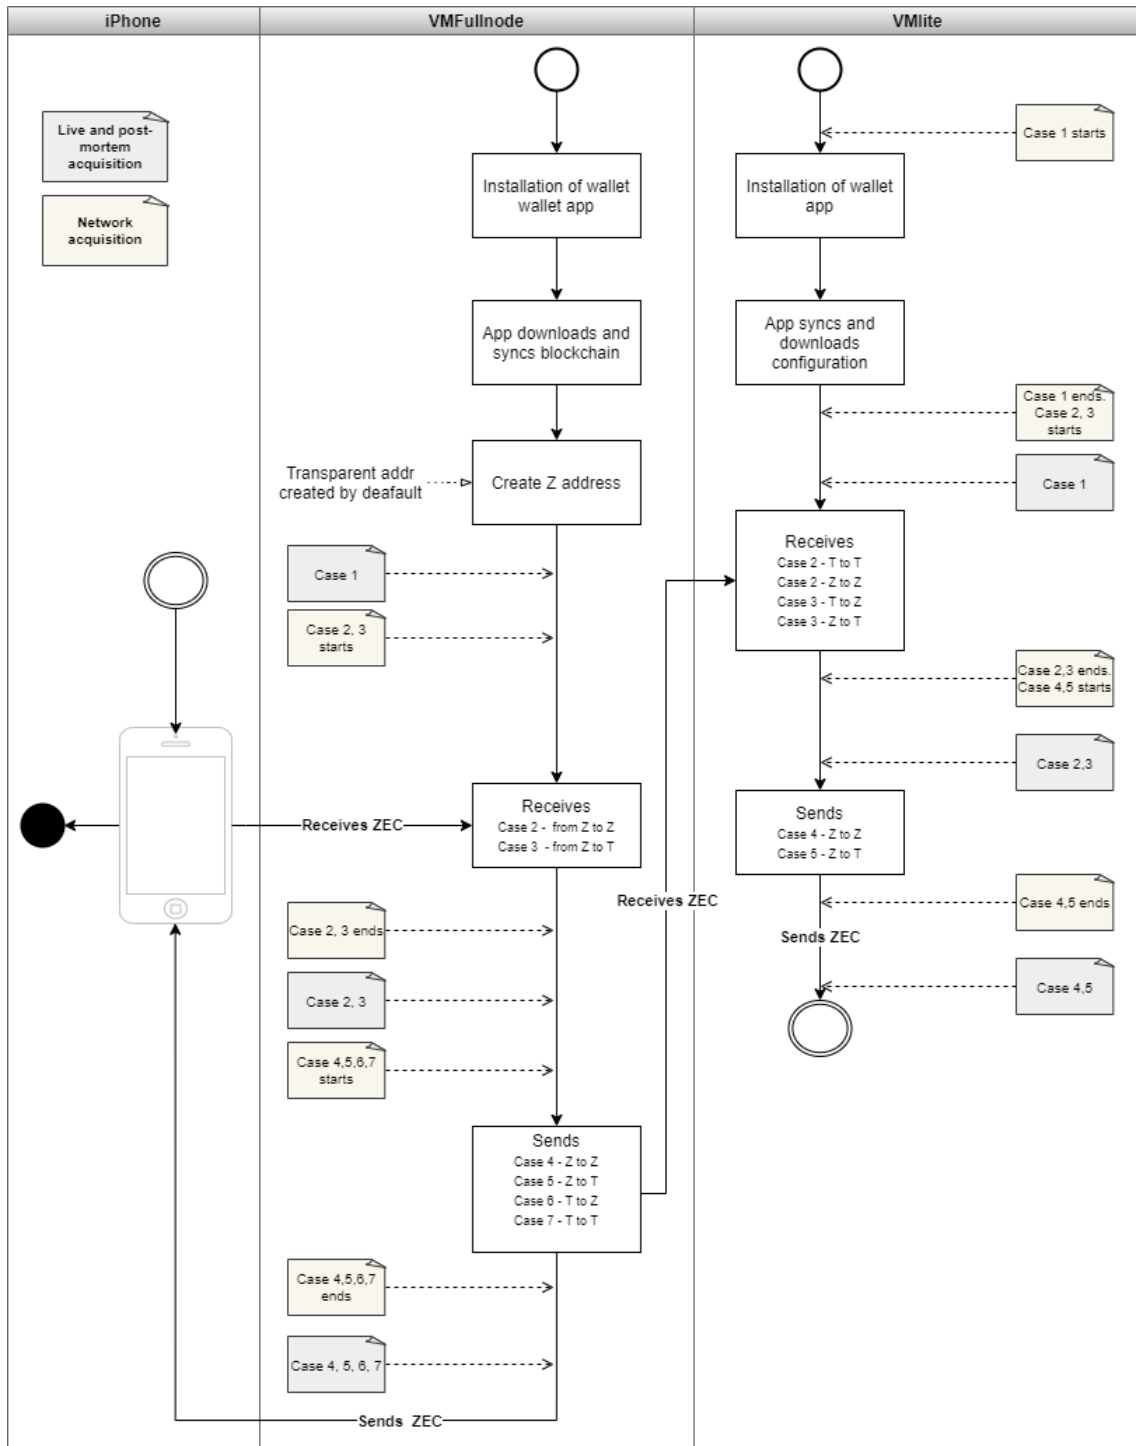 iPhone
VMFullnode
VMlite
Live and post-
mortem
acquisition
Network
acquisition
Installation of wallet
wallet app
App downloads and
syncs blockchain
Transparent addr
created by deafault
Create Z address
Case 1
Case 2, 3
starts
Receives ZEC
Receives
Case 2 - from Z to Z
Case 3 - from Z to T
Case 2, 3 ends
Case 2, 3
Case 4,5,6,7
starts
Sends
Case 4 - Z to Z
Case 5 - Z to T
Case 6 - T to Z
Case 7 - T to T
Case 4,5,6,7
ends
Case 4, 5, 6, 7
Sends ZEC
Receives ZEC
Case 1 starts
Installation of wallet
app
App syncs and
downloads
configuration
Case 1 ends.
Case 2, 3
starts
Case 1
Receives
Case 2 - T to T
Case 2 - Z to Z
Case 3 - T to Z
Case 3 - Z to T
Case 2,3 ends.
Case 4,5 starts
Case 2,3
Sends
Case 4 - Z to Z
Case 5 - Z to T
Case 4,5 ends
Sends ZEC
Case 4,5